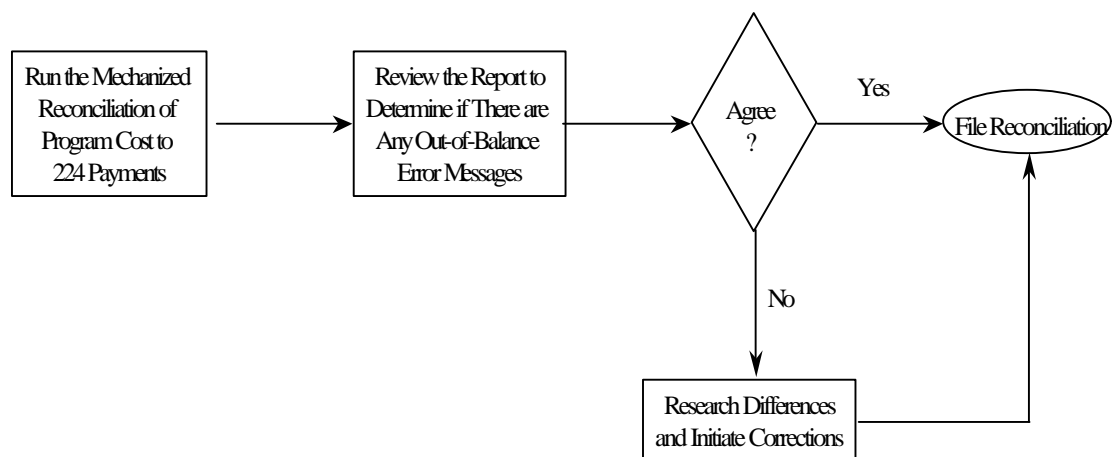 Run the Mechanized
Reconciliation of
Program Cost to
224 Payments
Review the Report to
Determine if There are
Any Out-of-Balance
Error Messages
Agree
?
Yes
File Reconciliation
No
Research Differences
and Initiate Corrections